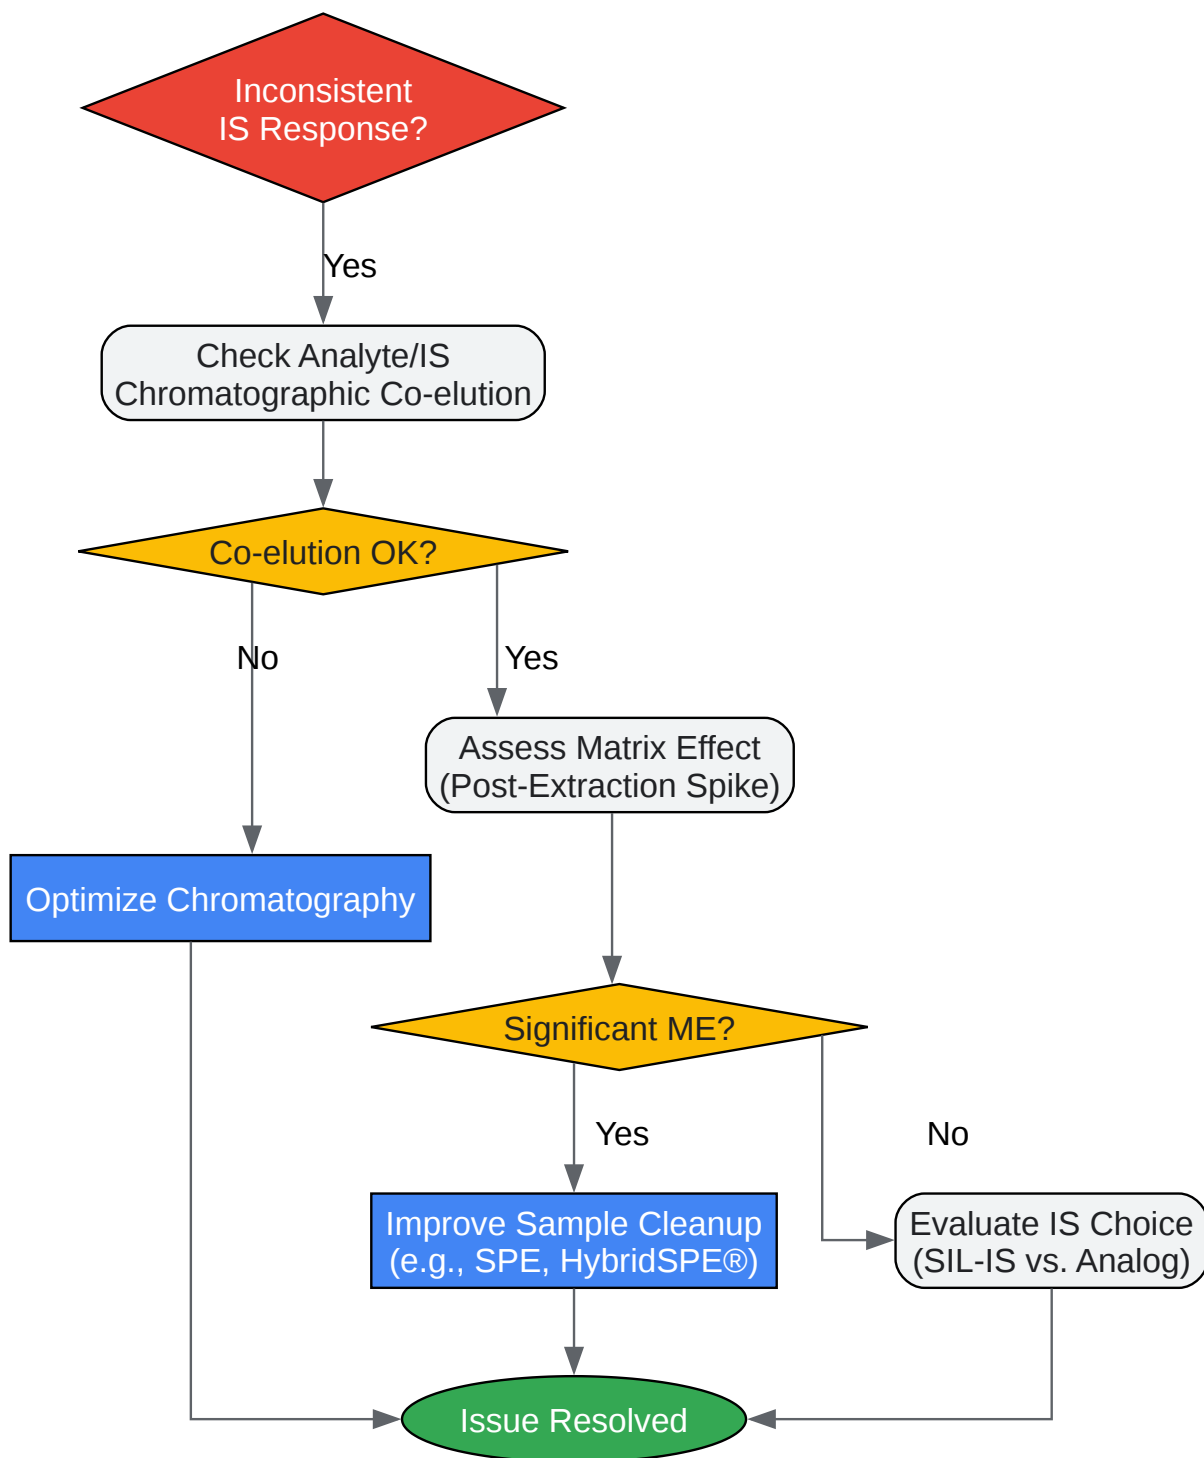 Inconsistent
IS Response?
Yes
Check Analyte/IS
Chromatographic Co-elution
Co-elution OK?
No
Yes
Assess Matrix Effect
(Post-Extraction Spike)
Optimize Chromatography
Significant ME?
Yes
No
Improve Sample Cleanup
(e.g., SPE, HybridSPE®)
Evaluate IS Choice
(SIL-IS vs. Analog)
Issue Resolved